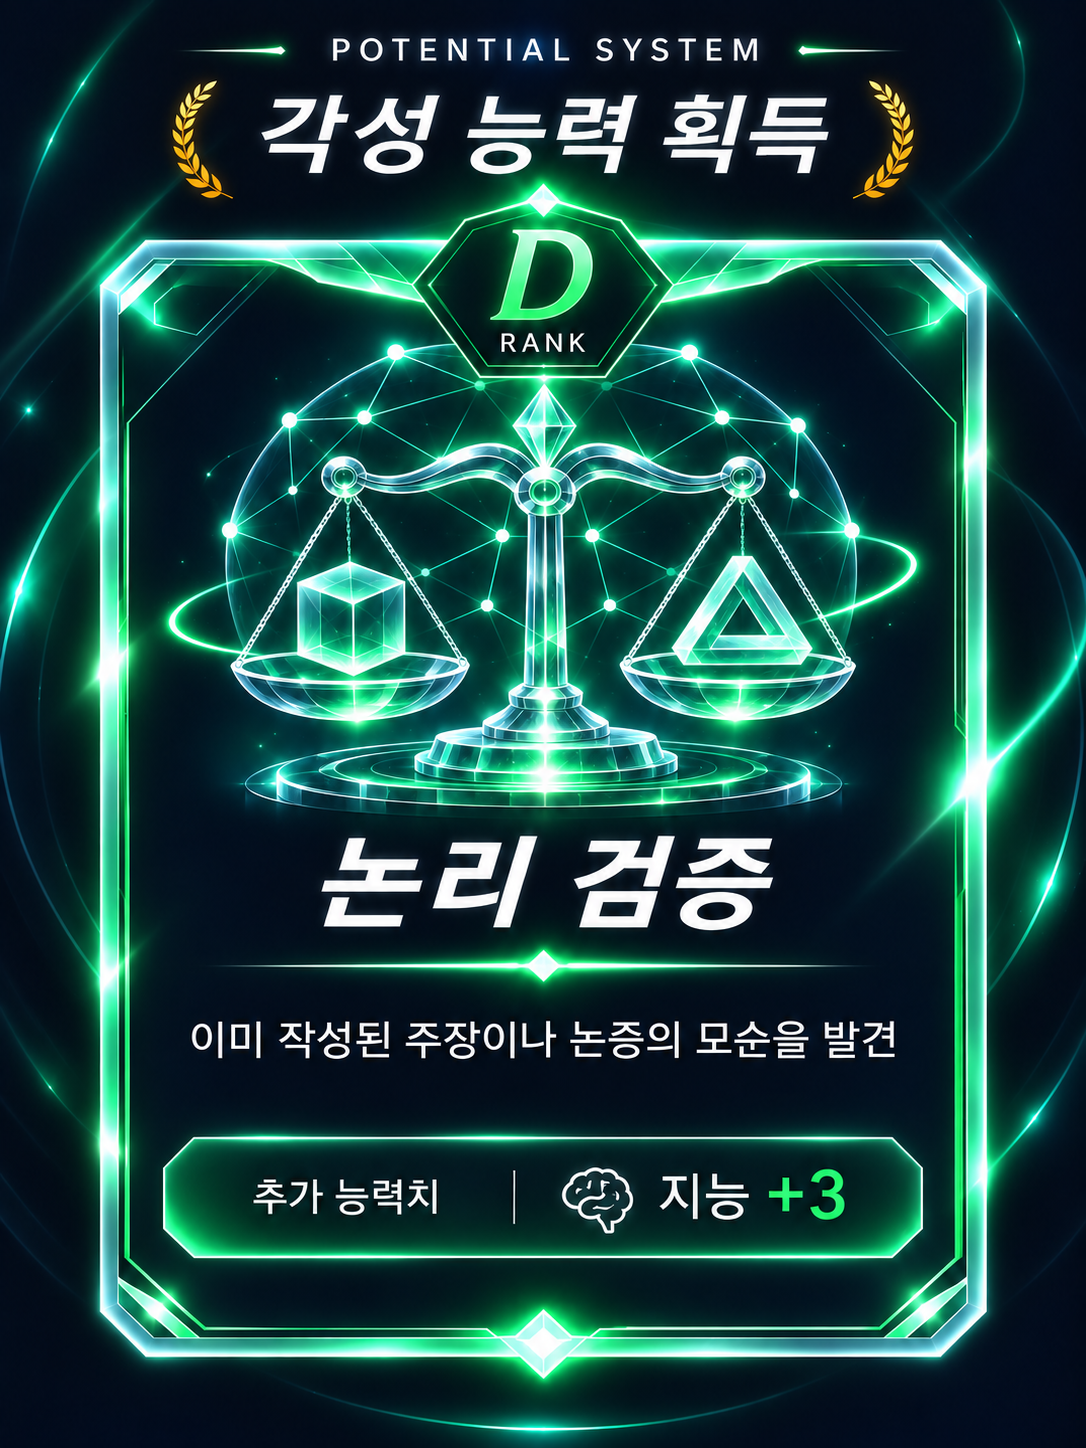 POTENTIAL SYSTEM
각성 능력 획득
D
RANK
논리 검증
이미 작성된 주장이나 논증의 모순을 발견
추가 능력치 지능 +3